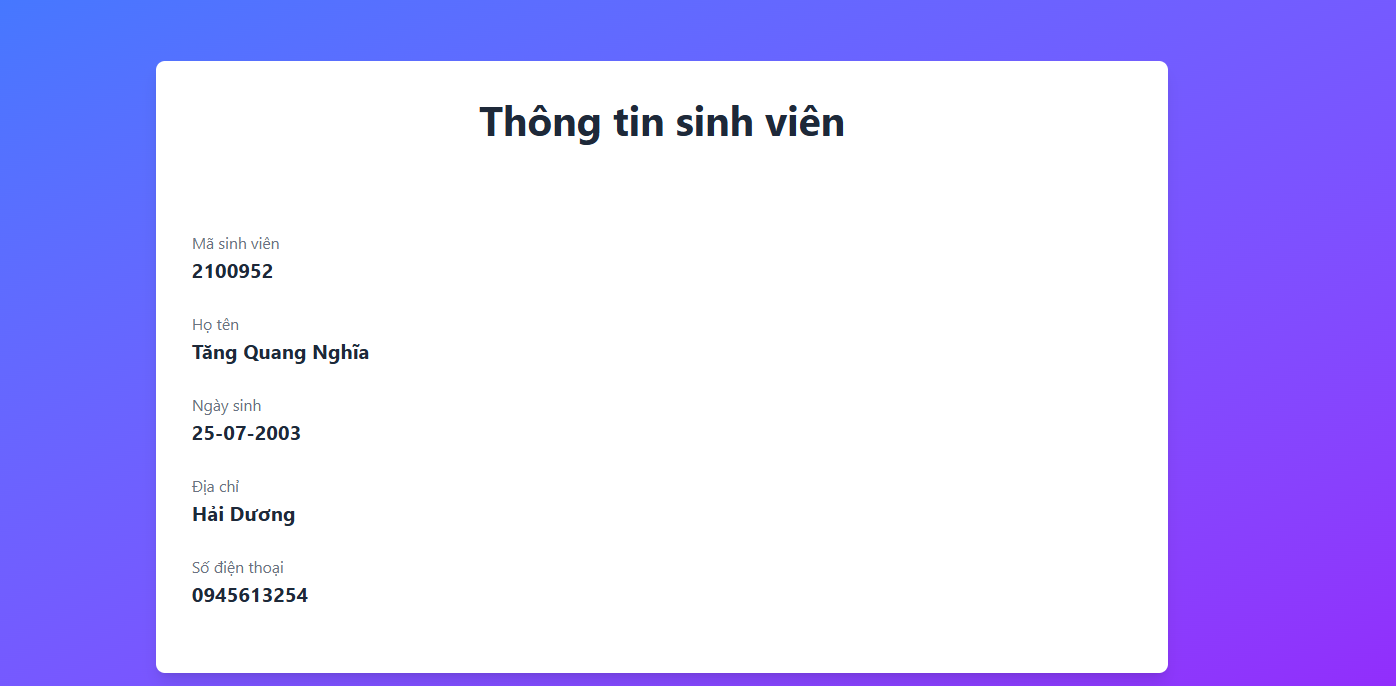 Thông tin sinh viên
Mã sinh viên
2100952
Họ tên
Tăng Quang Nghĩa
Ngày sinh
25-07-2003
Địa chỉ
Hải Dương
Số điện thoại
0945613254